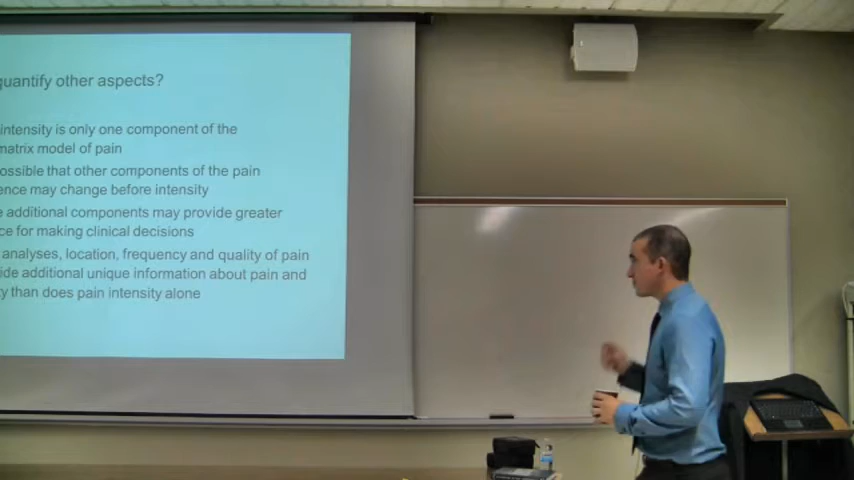 quantify other aspects?
intensity is only one component of the
matrix model of pain
ossible that other components of the pain
ence may change before intensity
e additional components may provide greater
ce for making clinical decisions
analyses, location, frequency and quality of pain
ide additional unique information about pain and
ty than does pain intensity alone